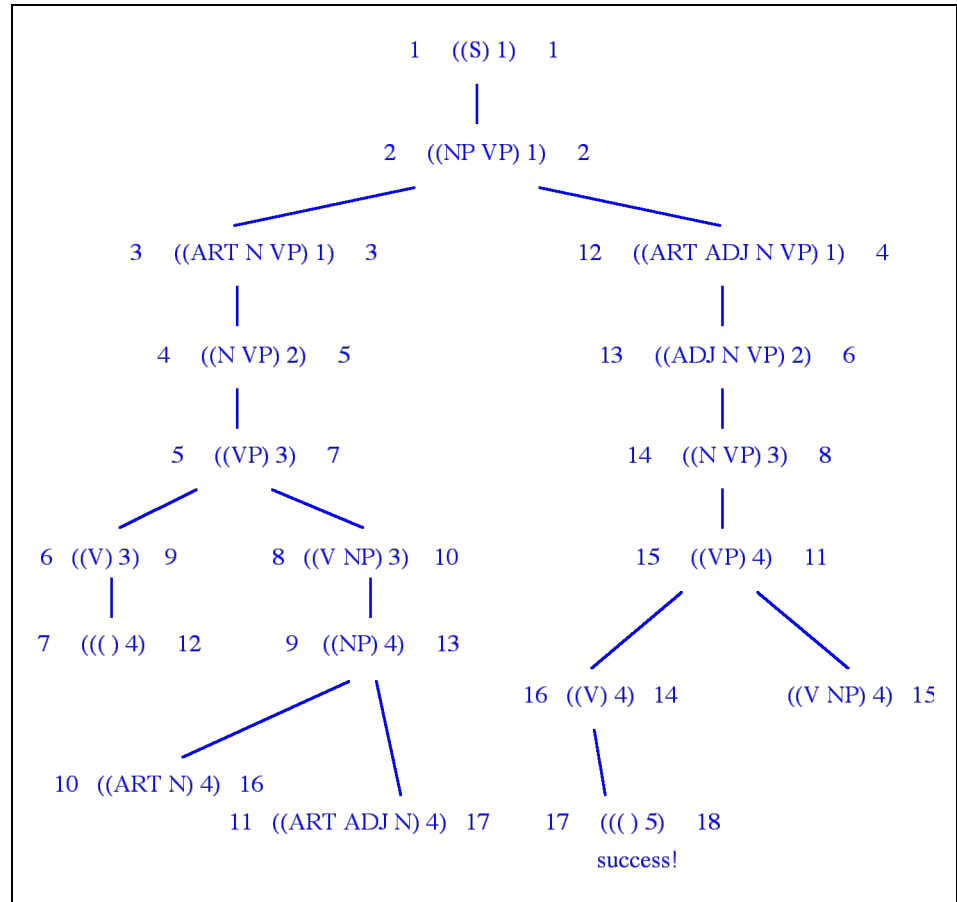 1 ((S) 1) 1
2 ((NP VP) 1) 2
3 ((ART N VP) 1) 3 12 ((ART ADJ N VP) 1) 4
4 ((N VP) 2) 5 13 ((ADJ N VP) 2) 6
5 ((VP) 3) 7 14 ((N VP) 3) 8
6 ((V) 3) 9 8 ((V NP) 3) 10 15 ((VP) 4) 11
7 ((( ) 4) 12 9 ((NP) 4) 13
16 ((V) 4) 14 ((V NP) 4) 15
10 ((ART N) 4) 16
11 ((ART ADJ N) 4) 17 17 ((( ) 5) 18
success!